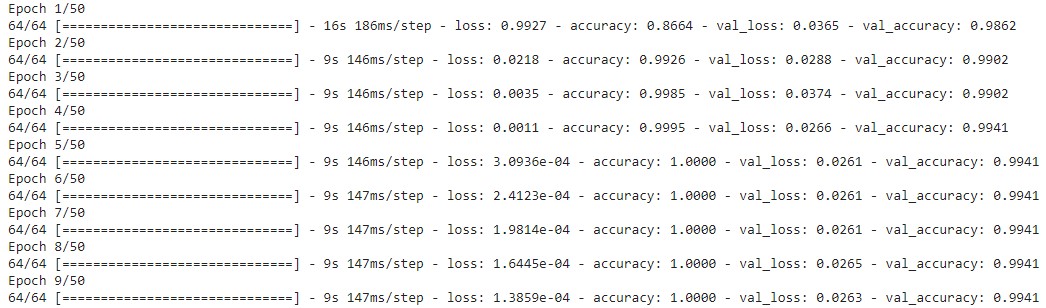 Epoch 1/50
64/64 [==============================] - 16s 186ms/step - loss: 0.9927 - accuracy: 0.8664 - val_loss: 0.0365 - val_accuracy: 0.9862
Epoch 2/50
64/64 [==============================] - 9s 146ms/step - loss: 0.0218 - accuracy: 0.9926 - val_loss: 0.0288 - val_accuracy: 0.9902
Epoch 3/50
64/64 [==============================] - 9s 146ms/step - loss: 0.0035 - accuracy: 0.9985 - val_loss: 0.0374 - val_accuracy: 0.9902
Epoch 4/50
64/64 [==============================] - 9s 146ms/step - loss: 0.0011 - accuracy: 0.9995 - val_loss: 0.0266 - val_accuracy: 0.9941
Epoch 5/50
64/64 [==============================] - 9s 146ms/step - loss: 3.0936e-04 - accuracy: 1.0000 - val_loss: 0.0261 - val_accuracy: 0.9941
Epoch 6/50
64/64 [==============================] - 9s 147ms/step - loss: 2.4123e-04 - accuracy: 1.0000 - val_loss: 0.0261 - val_accuracy: 0.9941
Epoch 7/50
64/64 [==============================] - 9s 147ms/step - loss: 1.9814e-04 - accuracy: 1.0000 - val_loss: 0.0261 - val_accuracy: 0.9941
Epoch 8/50
64/64 [==============================] - 9s 147ms/step - loss: 1.6445e-04 - accuracy: 1.0000 - val_loss: 0.0265 - val_accuracy: 0.9941
Epoch 9/50
64/64 [==============================] - 9s 147ms/step - loss: 1.3859e-04 - accuracy: 1.0000 - val_loss: 0.0263 - val_accuracy: 0.9941